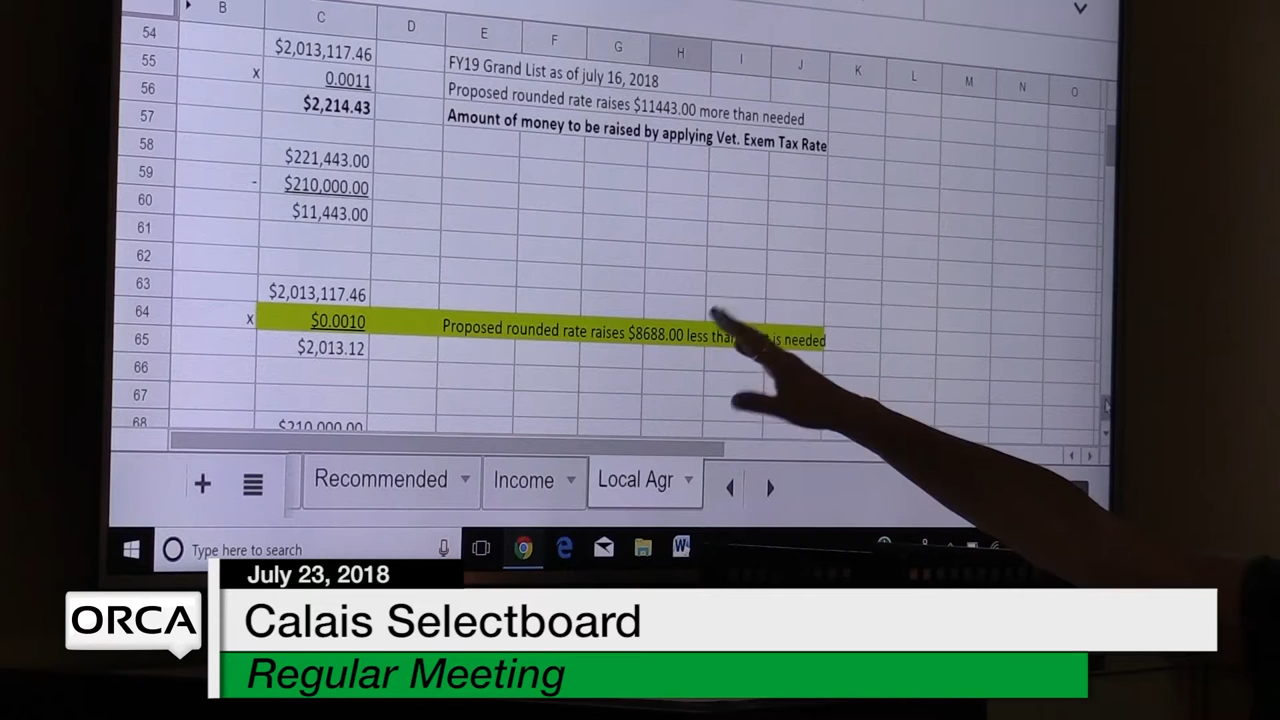 B C D E F G H I J K L M N O
54 $2,013,117.46
55 x 0.0011 FY19 Grand List as of july 16, 2018
56 $2,214.43 Proposed rounded rate raises $11443.00 more than needed
57 Amount of money to be raised by applying Vet. Exem Tax Rate
58 $221,443.00
59 - $210,000.00
60 $11,443.00
61
62
63 $2,013,117.46
64 x $0.0010 Proposed rounded rate raises $8688.00 less is needed
65 $2,013.12
66
67
68 $210,000.00
+ Recommended Income Local Agr
Type here to search
July 23, 2018
ORCA
Calais Selectboard
Regular Meeting